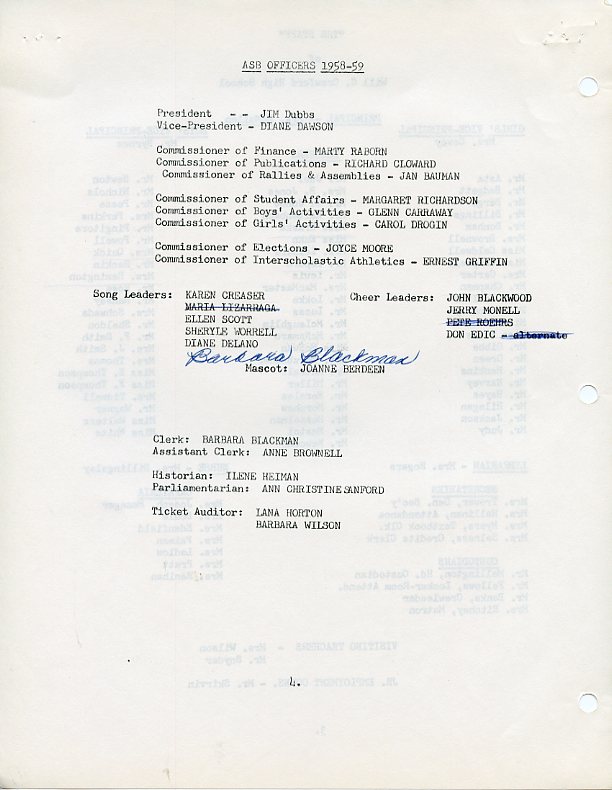 ASB OFFICERS 1958-59
President -- JIM Dubbs
Vice-President - DIANE DAWSON
Commissioner of Finance - MARTY RABORN
Commissioner of Publications - RICHARD CLOWARD
Commissioner of Rallies & Assemblies - JAN BAUMAN
Commissioner of Student Affairs - MARGARET RICHARDSON
Commissioner of Boys' Activities - GLENN CARRAWAY
Commissioner of Girls' Activities - CAROL DROGIN
Commissioner of Elections - JOYCE MOORE
Commissioner of Interscholastic Athletics - ERNEST GRIFFIN
Song Leaders: KAREN CREASER
MARIA LIZARRAGA
ELLEN SCOTT
SHERYLE WORRELL
DIANE DELANO
Barbara Blackman
Cheer Leaders: JOHN BLACKWOOD
JERRY MONELL
PETE ROEHRS
DON EDIC - alternate
Mascot: JOANNE BERDEEN
Clerk: BARBARA BLACKMAN
Assistant Clerk: ANNE BROWNELL
Historian: ILENE HEIMAN
Parliamentarian: ANN CHRISTINE SANFORD
Ticket Auditor: LANA HORTON
BARBARA WILSON
4.